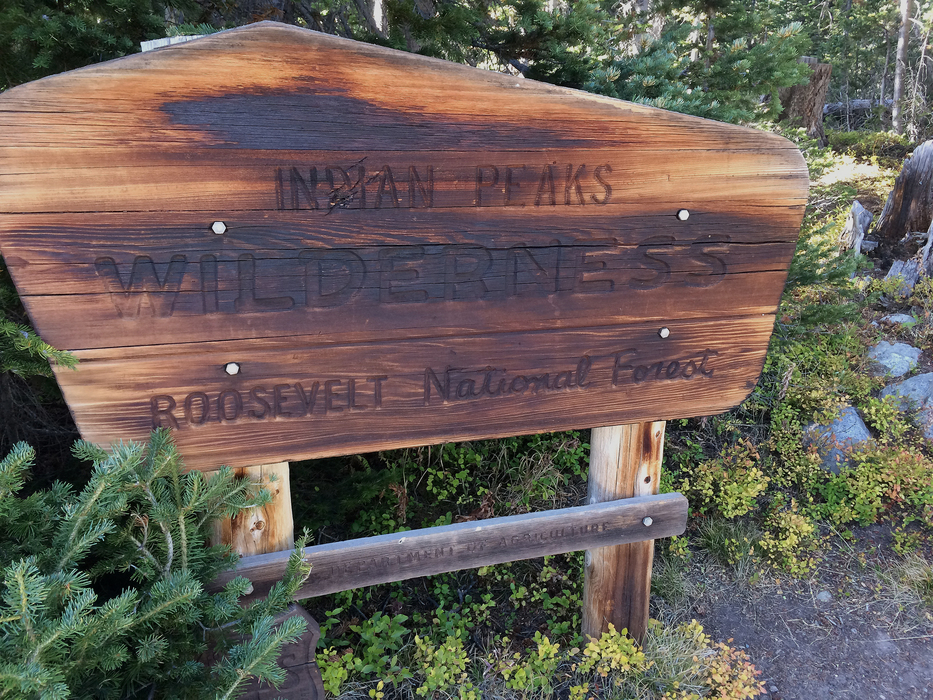 INDIAN PEAKS
WILDERNESS
ROOSEVELT National Forest
DEPARTMENT OF AGRICULTURE